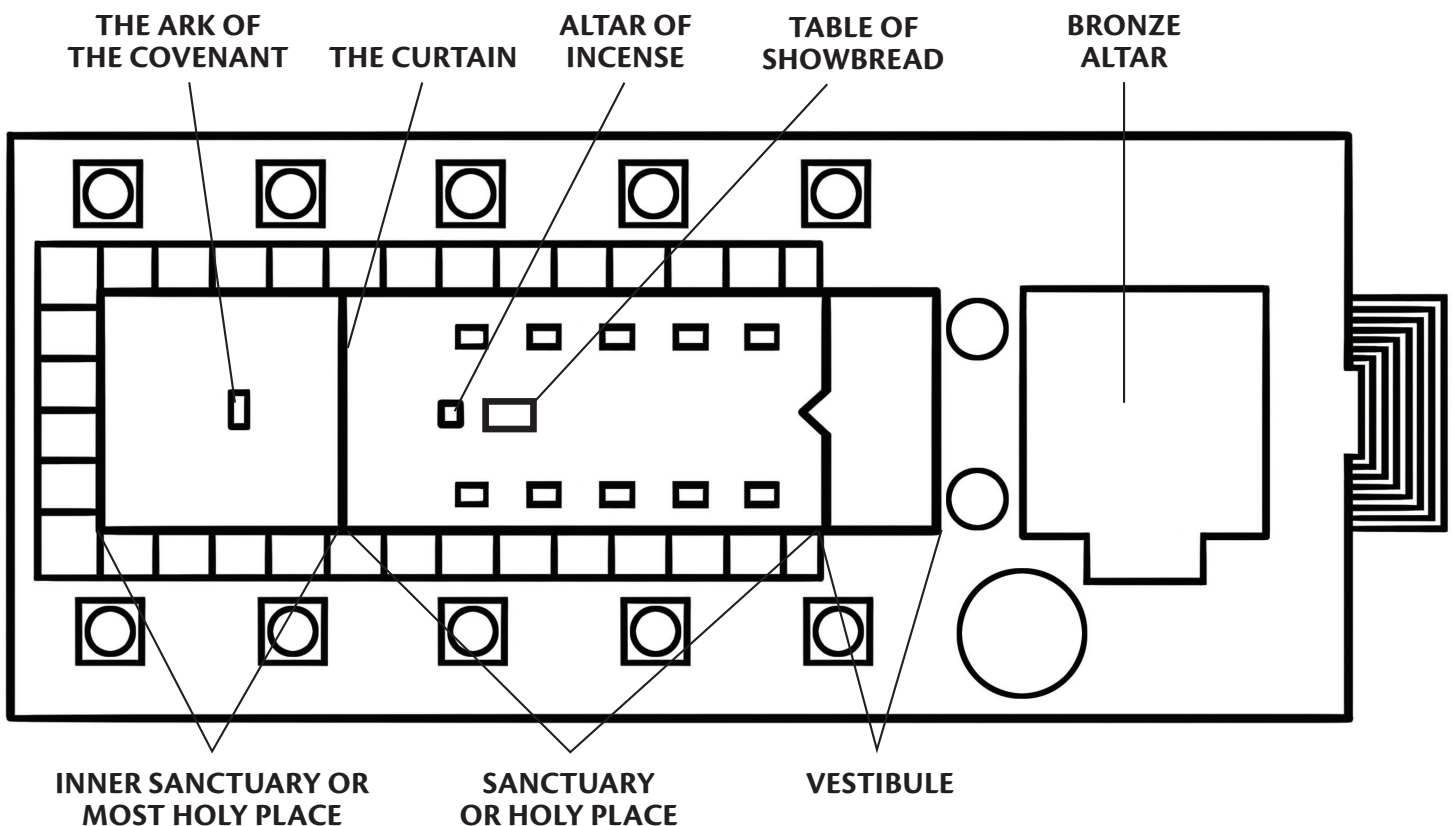 THE ARK OF
THE COVENANT
THE CURTAIN
ALTAR OF
INCENSE
TABLE OF
SHOWBREAD
BRONZE
ALTAR
INNER SANCTUARY OR
MOST HOLY PLACE
SANCTUARY
OR HOLY PLACE
VESTIBULE